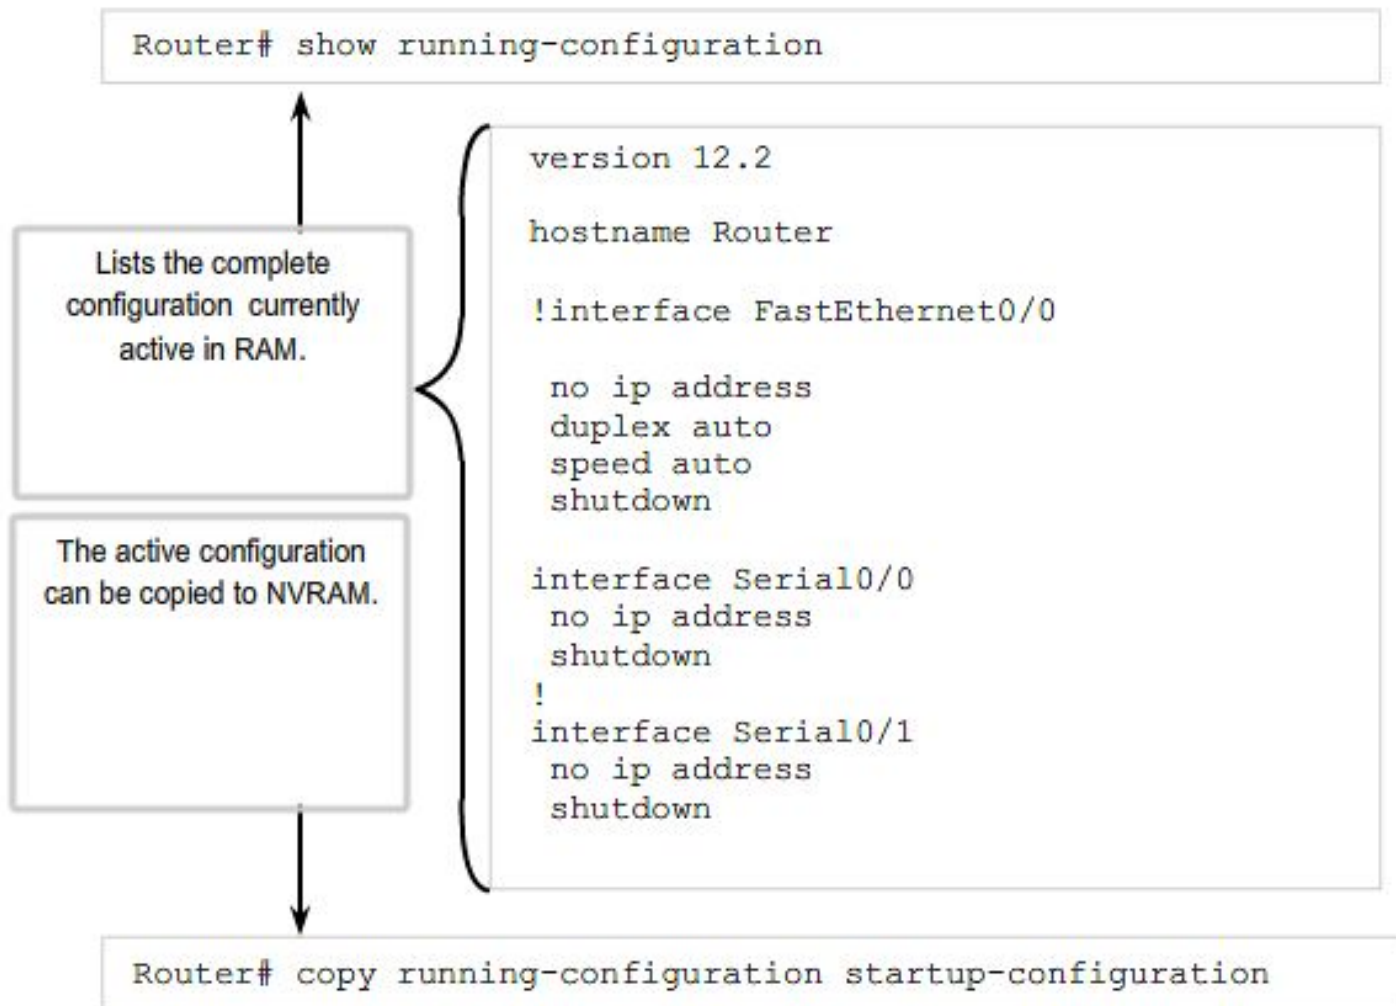 Router# show running-configuration
Lists the complete
configuration currently
active in RAM.
The active configuration
can be copied to NVRAM.
version 12.2
hostname Router
!interface FastEthernet0/0
no ip address
duplex auto
speed auto
shutdown
interface Serial0/0
no ip address
shutdown
!
interface Serial0/1
no ip address
shutdown
Router# copy running-configuration startup-configuration